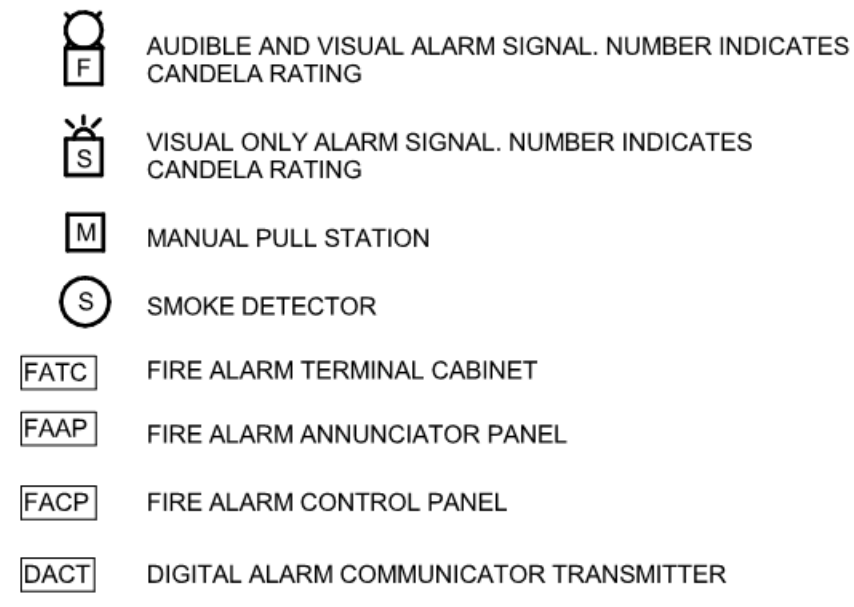 F AUDIBLE AND VISUAL ALARM SIGNAL. NUMBER INDICATES
CANDELA RATING
S VISUAL ONLY ALARM SIGNAL. NUMBER INDICATES
CANDELA RATING
M MANUAL PULL STATION
S SMOKE DETECTOR
FATC FIRE ALARM TERMINAL CABINET
FAAP FIRE ALARM ANNUNCIATOR PANEL
FACP FIRE ALARM CONTROL PANEL
DACT DIGITAL ALARM COMMUNICATOR TRANSMITTER